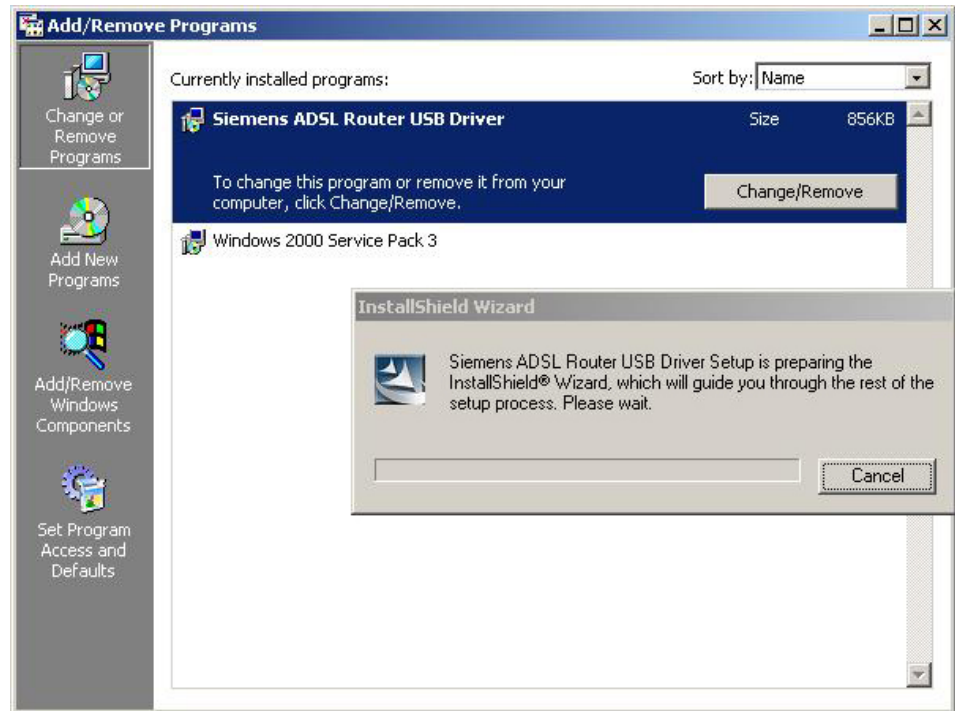 Add/Remove Programs
Change or
Remove
Programs
Add New
Programs
Add/Remove
Windows
Components
Set Program
Access and
Defaults
Currently installed programs:
Sort by: Name
Siemens ADSL Router USB Driver
Size 856KB
To change this program or remove it from your
computer, click Change/Remove.
Change/Remove
Windows 2000 Service Pack 3
InstallShield Wizard
Siemens ADSL Router USB Driver Setup is preparing the
InstallShield® Wizard, which will guide you through the rest of the
setup process. Please wait.
Cancel